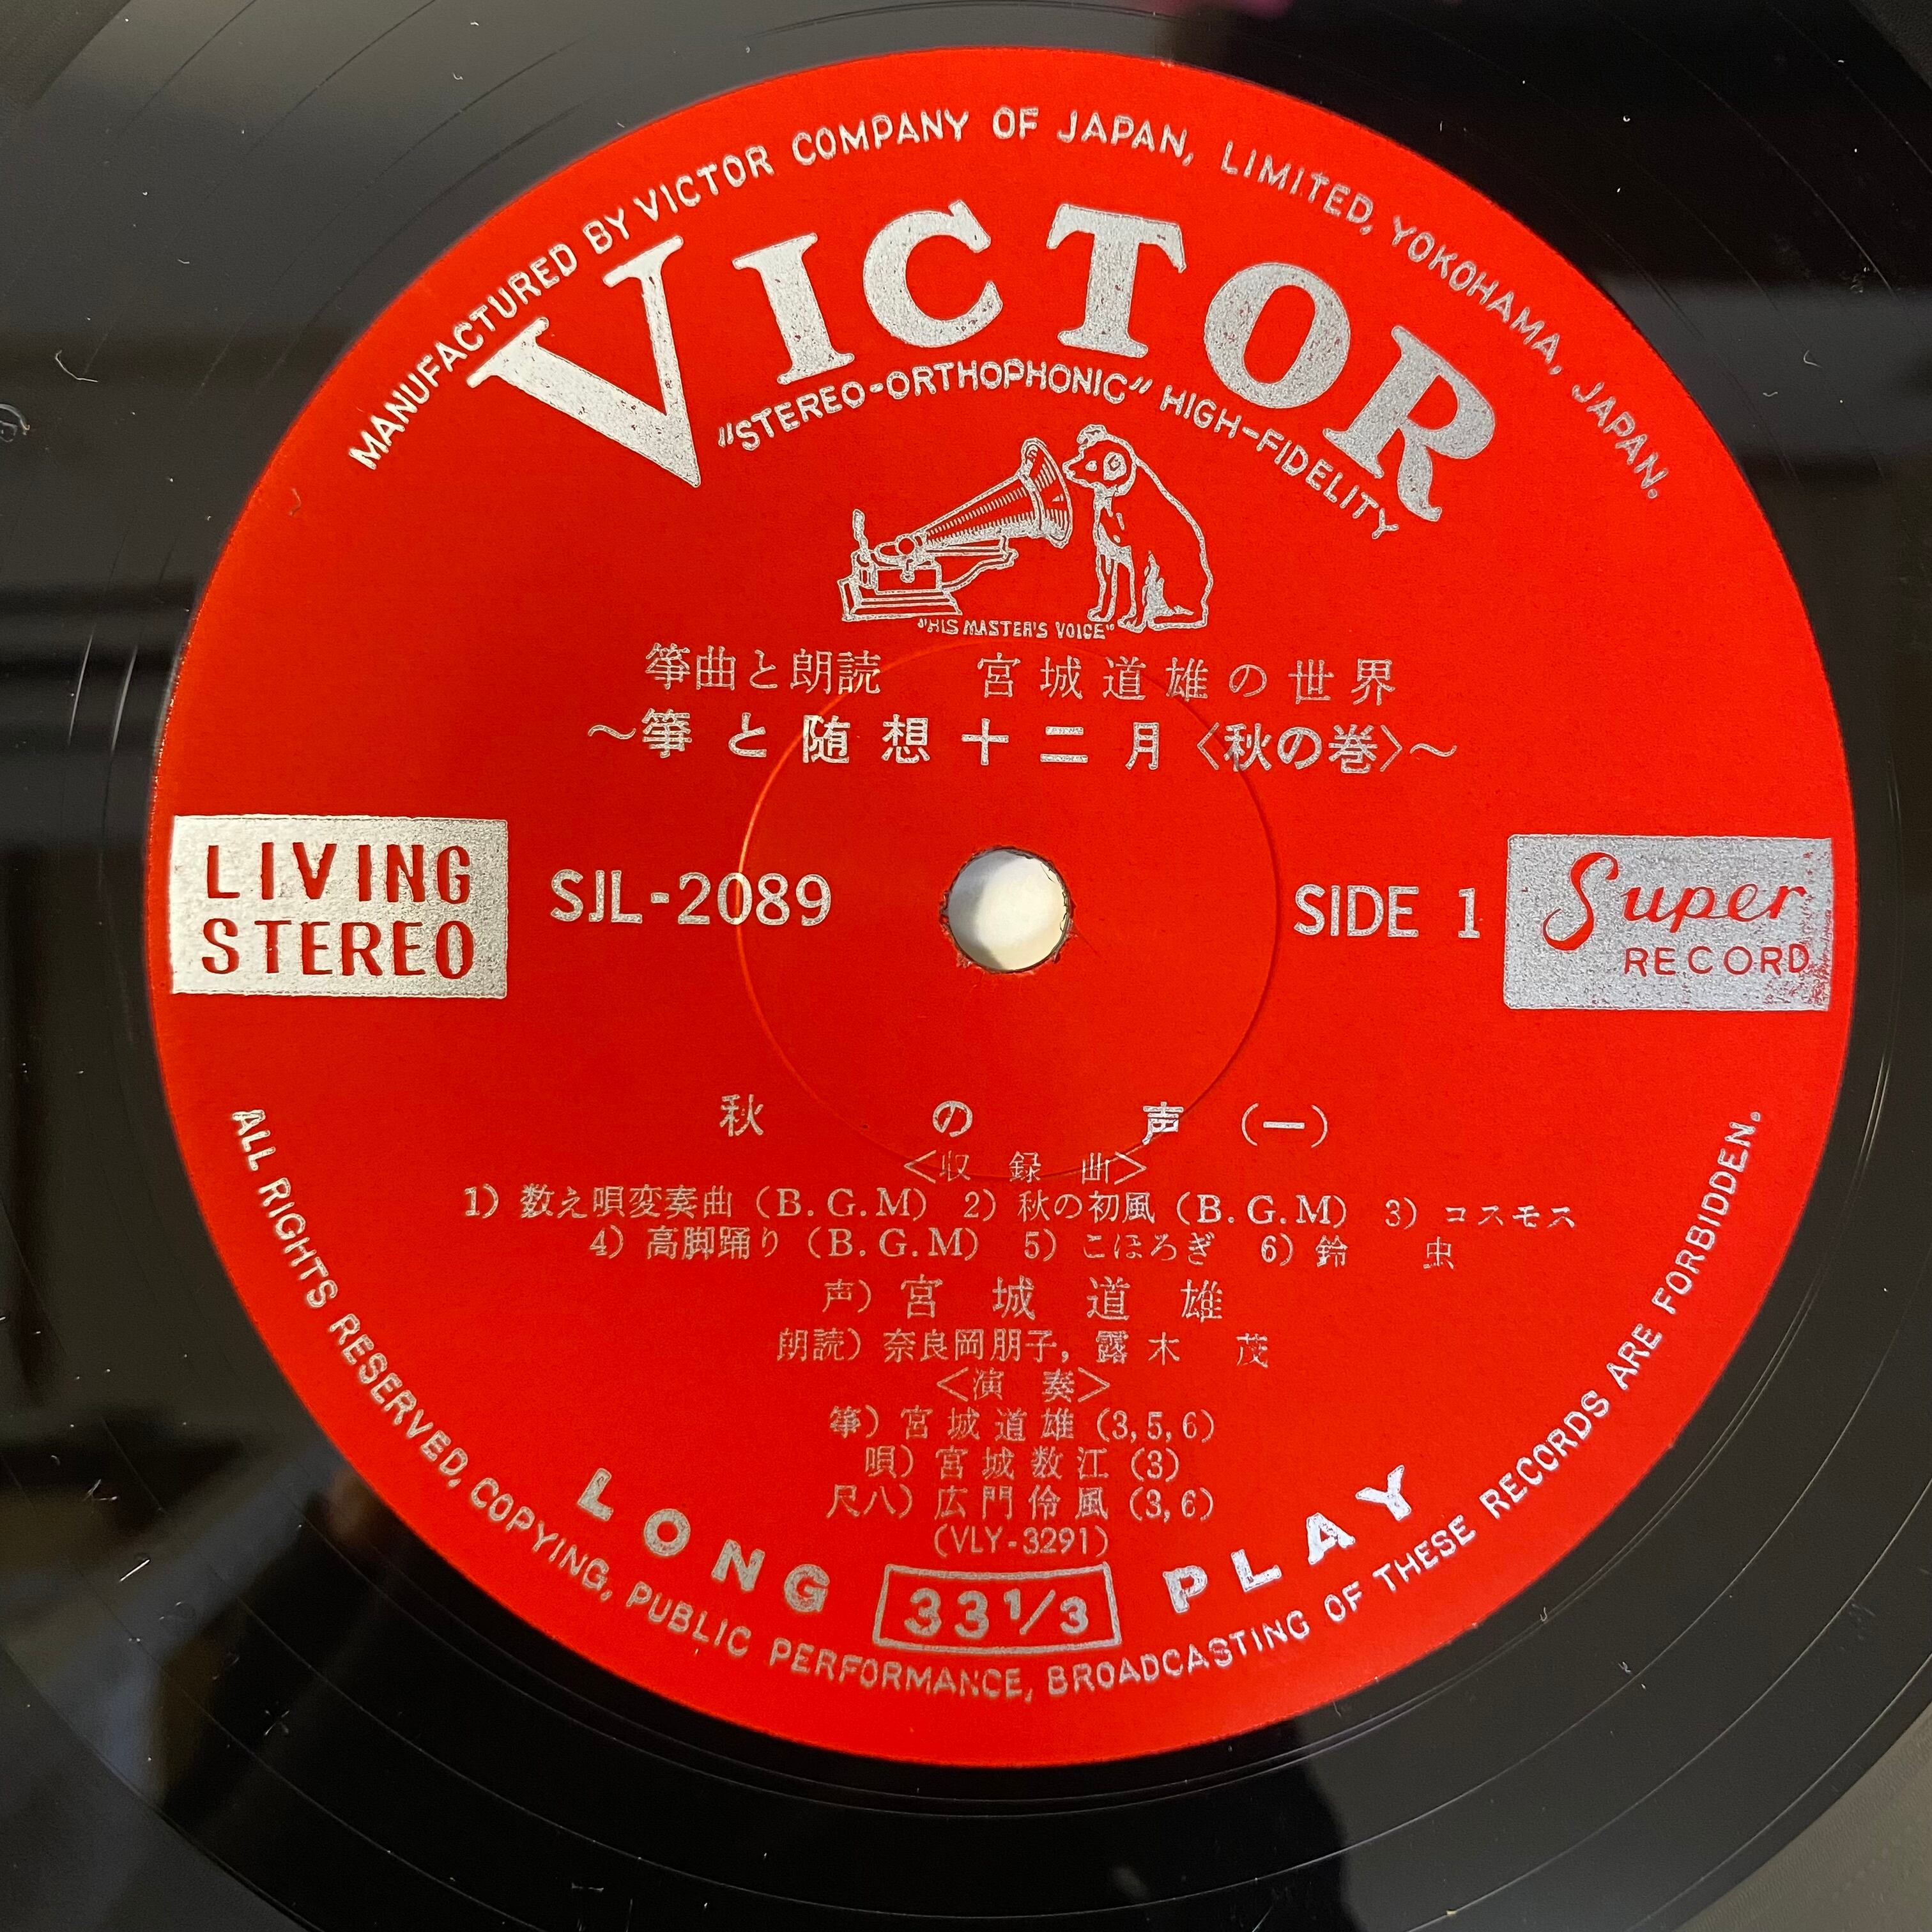 MANUFACTURED BY VICTOR COMPANY OF JAPAN, LIMITED, YOKOHAMA, JAPAN.
VICTOR
"STEREO-ORTHOPHONIC" HIGH-FIDELITY
"HIS MASTER'S VOICE"
箏曲と朗読 宮城道雄の世界
～箏と随想十二月〈秋の巻〉～
LIVING STEREO
SJL-2089
SIDE 1
Super RECORD
秋の声（一）
＜収録曲＞
1）数え唄変奏曲（B.G.M） 2）秋の初風（B.G.M） 3）コスモス
4）高脚踊り（B.G.M） 5）こほろぎ 6）鈴虫
声）宮城道雄
朗読）奈良岡朋子, 露木茂
＜演奏＞
箏）宮城道雄（3,5,6）
唄）宮城数江（3）
尺八）広門伶風（3,6）
(VLY-3291)
LONG 33 1/3 PLAY
ALL RIGHTS RESERVED, COPYING, PUBLIC PERFORMANCE, BROADCASTING OF THESE RECORDS ARE FORBIDDEN.